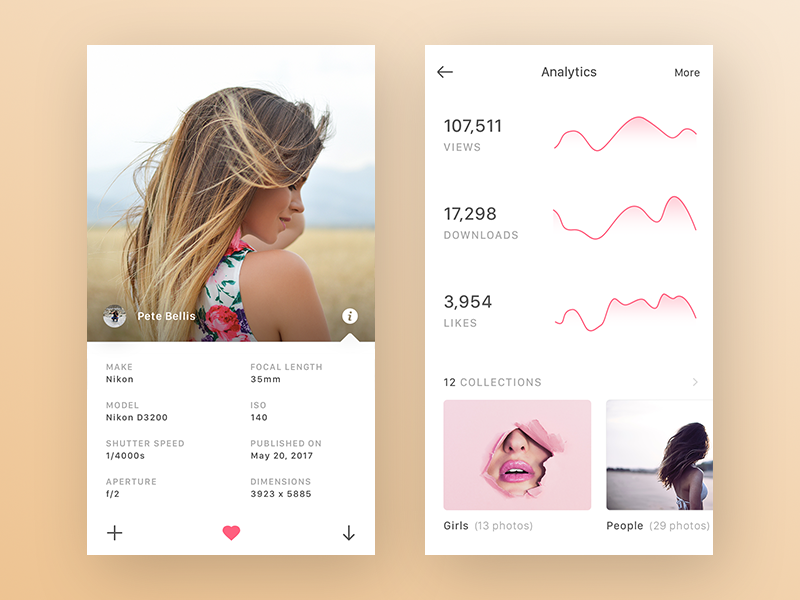 Pete Bellis
i
MAKE
Nikon
FOCAL LENGTH
35mm
MODEL
Nikon D3200
ISO
140
SHUTTER SPEED
1/4000s
PUBLISHED ON
May 20, 2017
APERTURE
f/2
DIMENSIONS
3923 x 5885
Analytics
More
107,511
VIEWS
17,298
DOWNLOADS
3,954
LIKES
12 COLLECTIONS
Girls (13 photos)
People (29 photos)